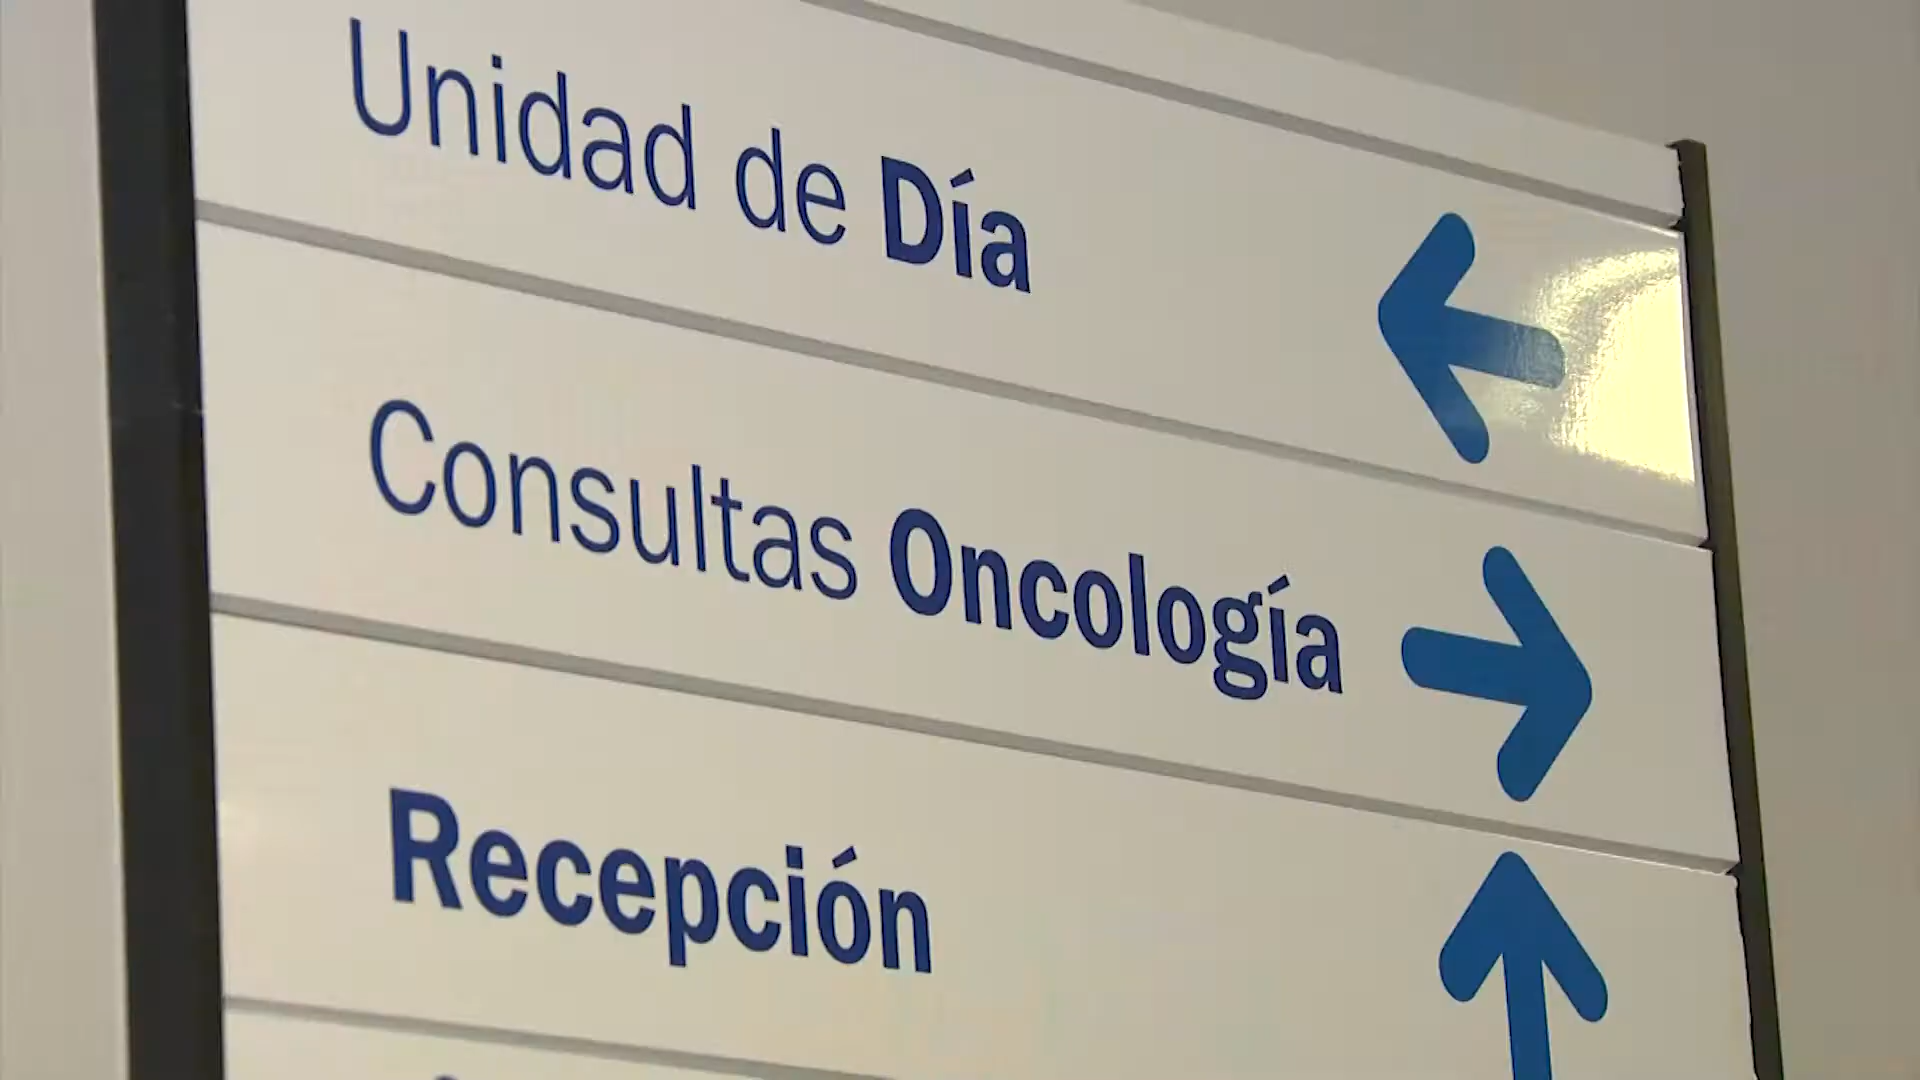 Unidad de Día
Consultas Oncología
Recepción